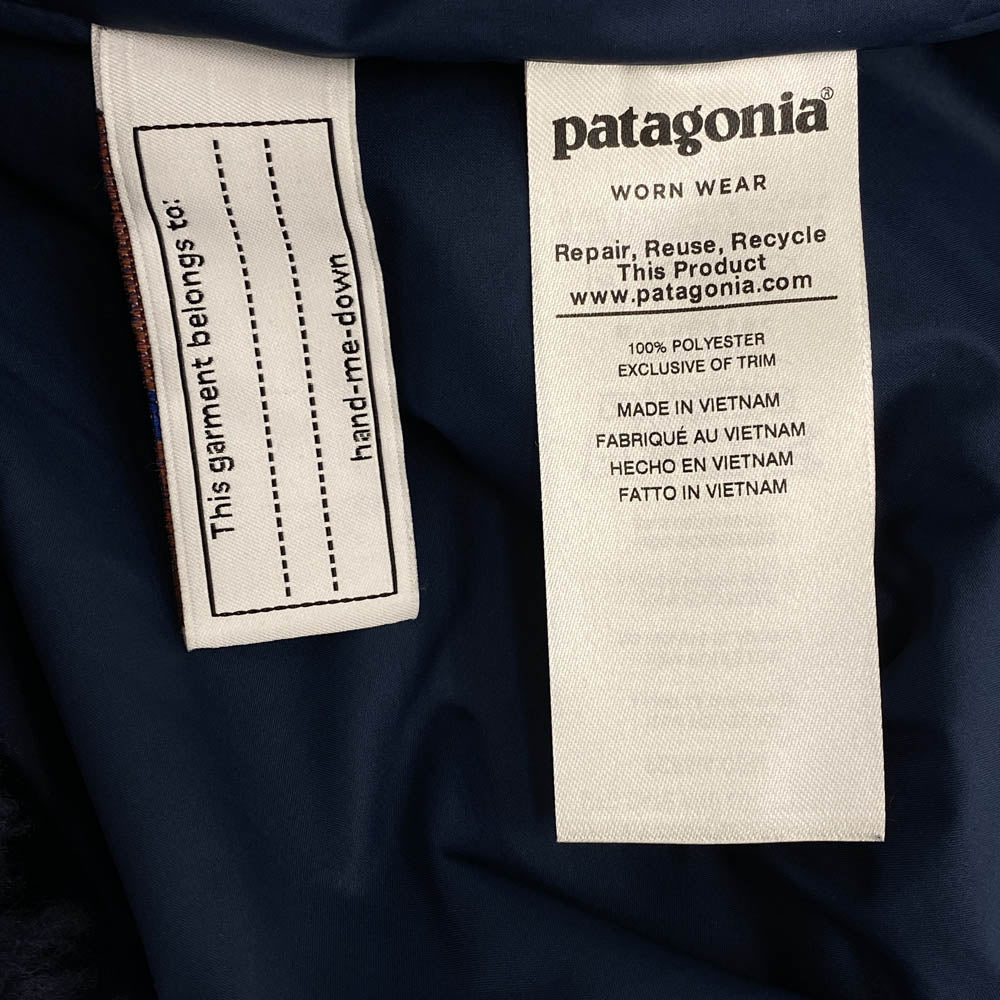 This garment belongs to:
hand-me-down
patagonia®
WORN WEAR
Repair, Reuse, Recycle
This Product
www.patagonia.com
100% POLYESTER
EXCLUSIVE OF TRIM
MADE IN VIETNAM
FABRIQUÉ AU VIETNAM
HECHO EN VIETNAM
FATTO IN VIETNAM